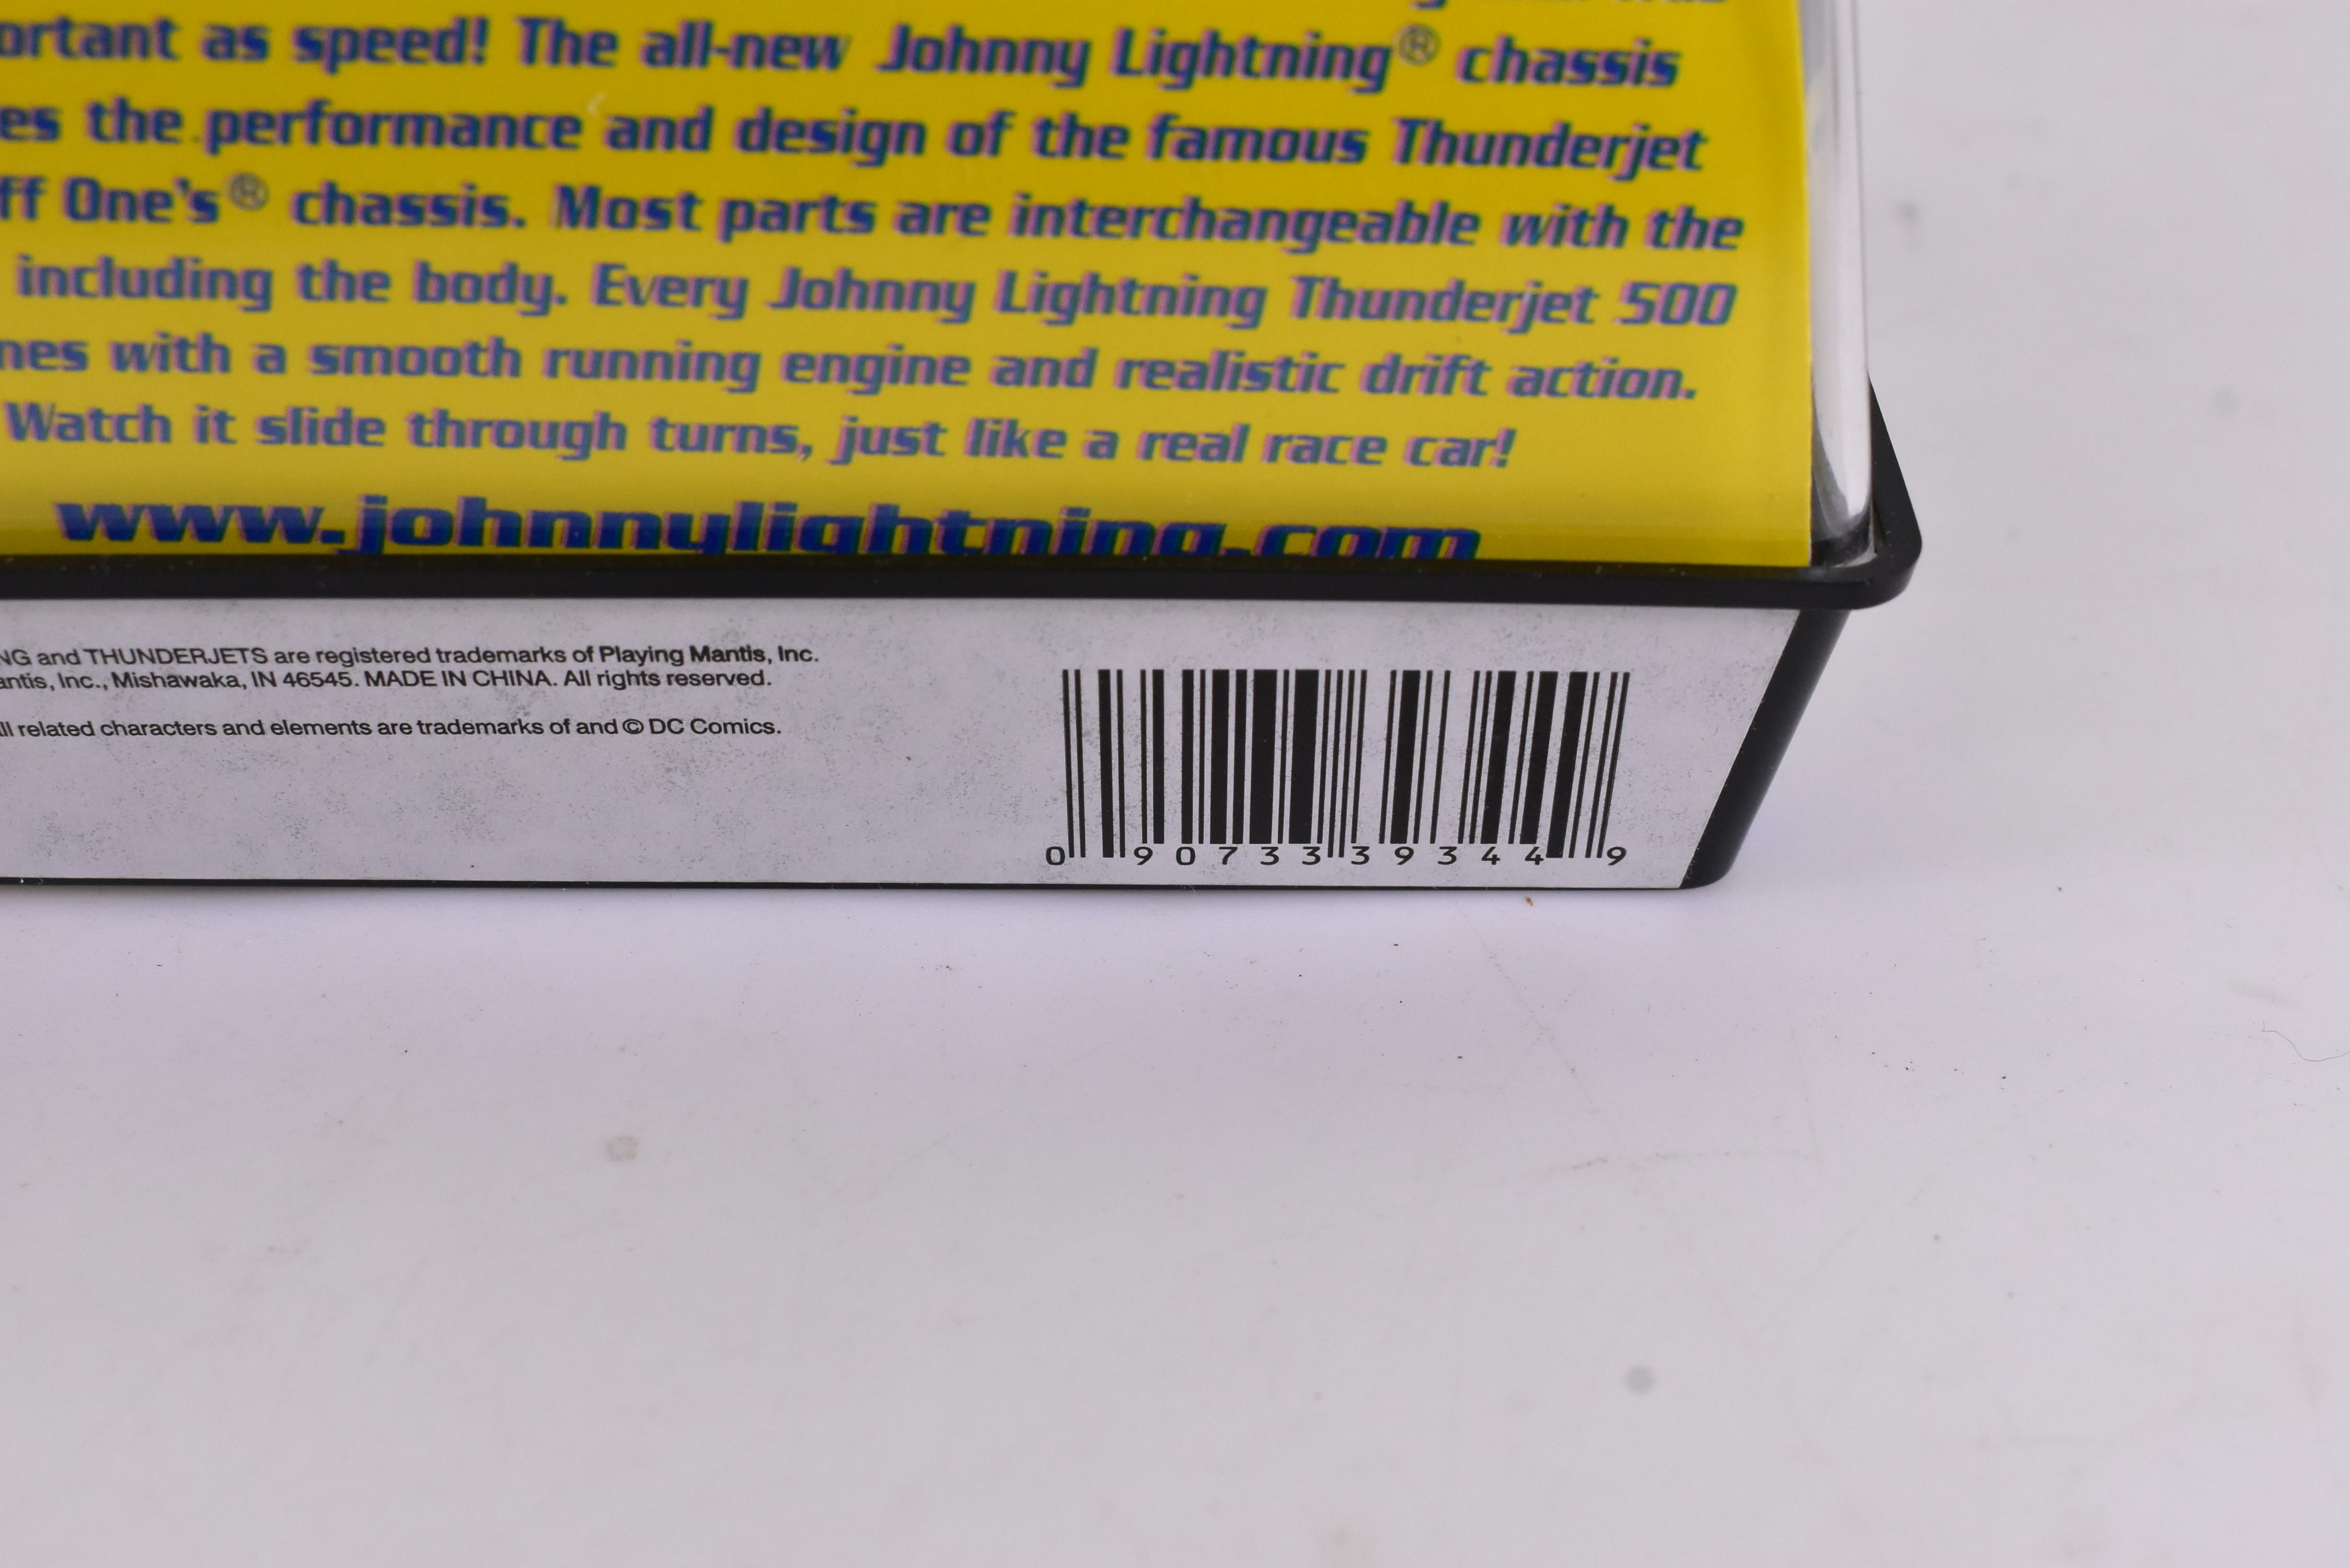 ortant as speed! The all-new Johnny Lightning® chassis
es the performance and design of the famous Thunderjet
ff One's® chassis. Most parts are interchangeable with the
including the body. Every Johnny Lightning Thunderjet 500
nes with a smooth running engine and realistic drift action.
Watch it slide through turns, just like a real race car!
www.johnnylightning.com
NG and THUNDERJETS are registered trademarks of Playing Mantis, Inc.
antis, Inc., Mishawaka, IN 46545. MADE IN CHINA. All rights reserved.
ll related characters and elements are trademarks of and © DC Comics.
0 90733 39344 9